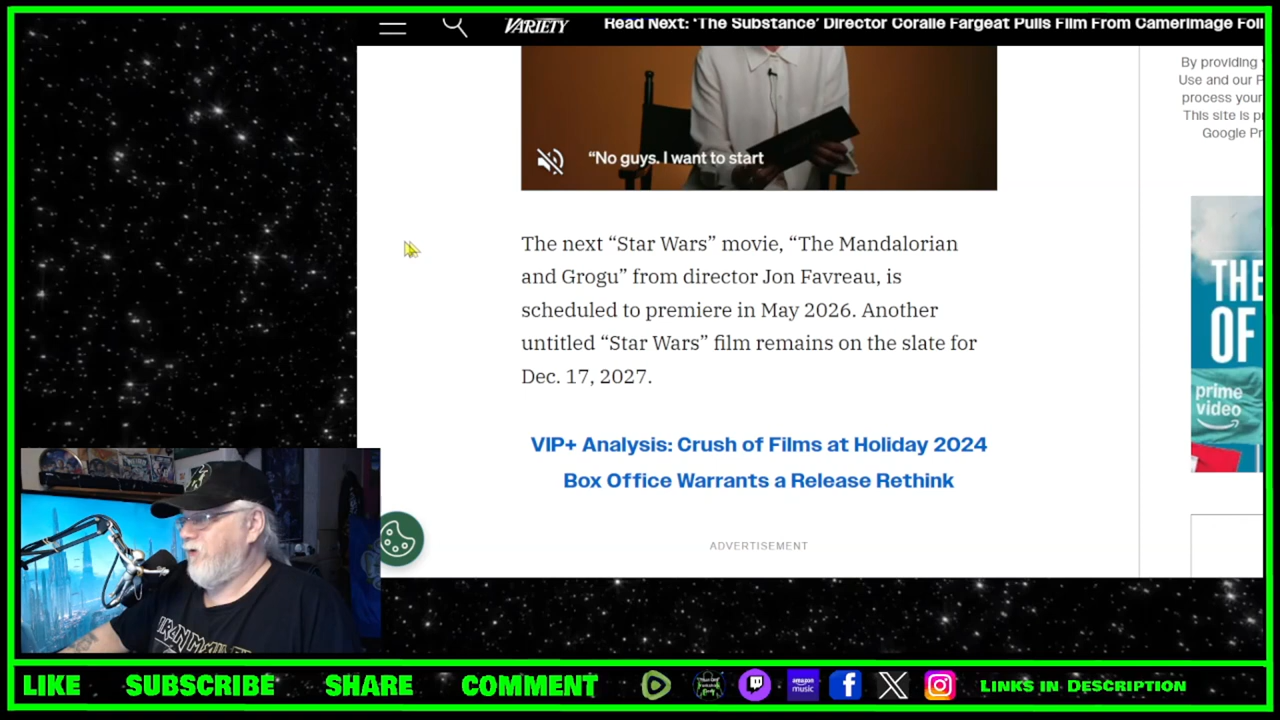 VARIETY
Read Next: ‘The Substance’ Director Coralie Fargeat Pulls Film From Camerimage
By providing
Use and our
process your
This site is
Google
“No guys. I want to start
The next “Star Wars” movie, “The Mandalorian
and Grogu” from director Jon Favreau, is
scheduled to premiere in May 2026. Another
untitled “Star Wars” film remains on the slate for
Dec. 17, 2027.
THE
OF
prime
video
VIP+ Analysis: Crush of Films at Holiday 2024
Box Office Warrants a Release Rethink
ADVERTISEMENT
IRON MAIDEN
LIKE SUBSCRIBE SHARE COMMENT amazon music Links in Description